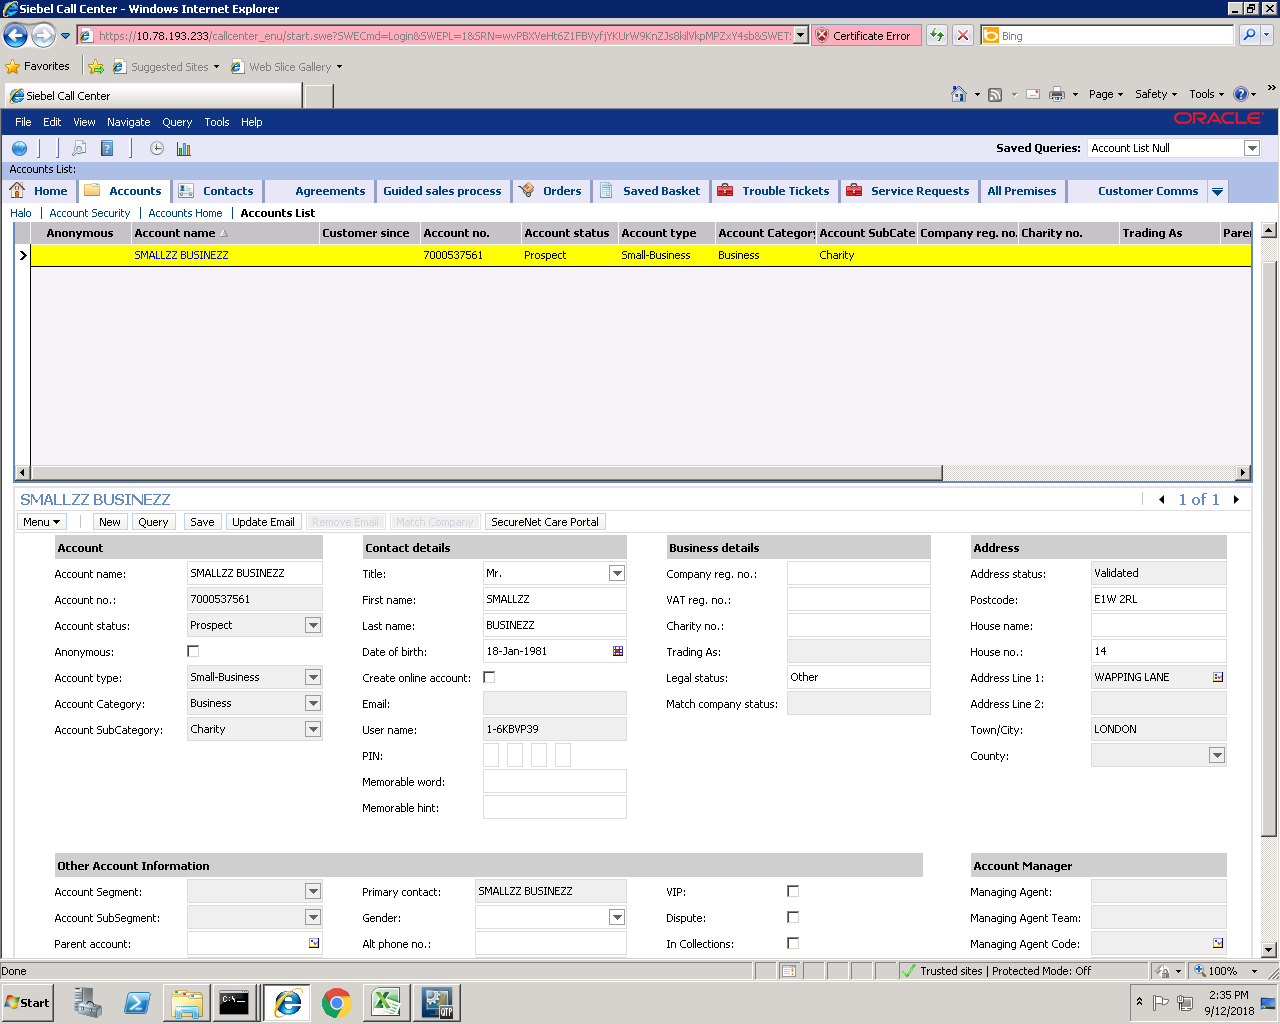 Siebel Call Center - Windows Internet Explorer
https://10.78.193.233/callcenter_enu/start.swe?SWECmd=Login&SWEPL=1&SRN= Certificate Error Bing
Favorites Suggested Sites Web Slice Gallery
Siebel Call Center Page Safety Tools
File Edit View Navigate Query Tools Help ORACLE
Saved Queries: Account List Null
Accounts List:
Home Accounts Contacts Agreements Guided sales process Orders Saved Basket Trouble Tickets Service Requests All Premises Customer Comms
Halo | Account Security | Accounts Home | Accounts List
Anonymous Account name Customer since Account no. Account status Account type Account Category Account SubCate Company reg. no. Charity no. Trading As Paren
SMALLZZ BUSINEZZ 7000537561 Prospect Small-Business Business Charity
SMALLZZ BUSINEZZ 1 of 1
Menu New Query Save Update Email Remove Email Match Company SecureNet Care Portal
Account Contact details Business details Address
Account name: SMALLZZ BUSINEZZ Title: Mr. Company reg. no.: Address status: Validated
Account no.: 7000537561 First name: SMALLZZ VAT reg. no.: Postcode: E1W 2RL
Account status: Prospect Last name: BUSINEZZ Charity no.: House name:
Anonymous: Date of birth: 18-Jan-1981 Trading As: House no.: 14
Account type: Small-Business Create online account: Legal status: Other Address Line 1: WAPPING LANE
Account Category: Business Email: Match company status: Address Line 2:
Account SubCategory: Charity User name: 1-6KBVP39 Town/City: LONDON
PIN: County:
Memorable word:
Memorable hint:
Other Account Information Account Manager
Account Segment: Primary contact: SMALLZZ BUSINEZZ VIP: Managing Agent:
Account SubSegment: Gender: Dispute: Managing Agent Team:
Parent account: Alt phone no.: In Collections: Managing Agent Code:
Done Trusted sites | Protected Mode: Off 100%
Start C:\. QTP 2:35 PM
9/12/2018